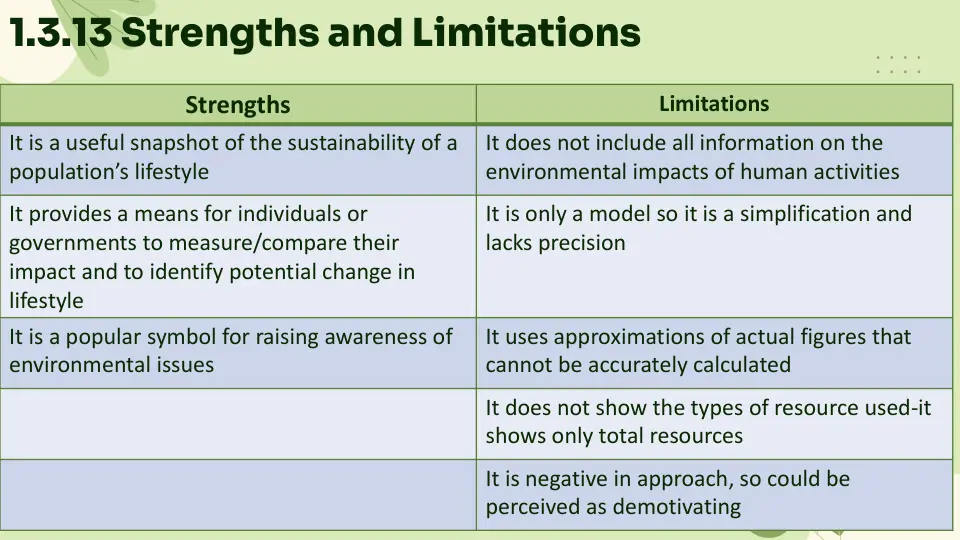 1.3.13 Strengths and Limitations
Strengths
Limitations
It is a useful snapshot of the sustainability of a
population’s lifestyle
It does not include all information on the
environmental impacts of human activities
It provides a means for individuals or
governments to measure/compare their
impact and to identify potential change in
lifestyle
It is only a model so it is a simplification and
lacks precision
It is a popular symbol for raising awareness of
environmental issues
It uses approximations of actual figures that
cannot be accurately calculated
It does not show the types of resource used-it
shows only total resources
It is negative in approach, so could be
perceived as demotivating